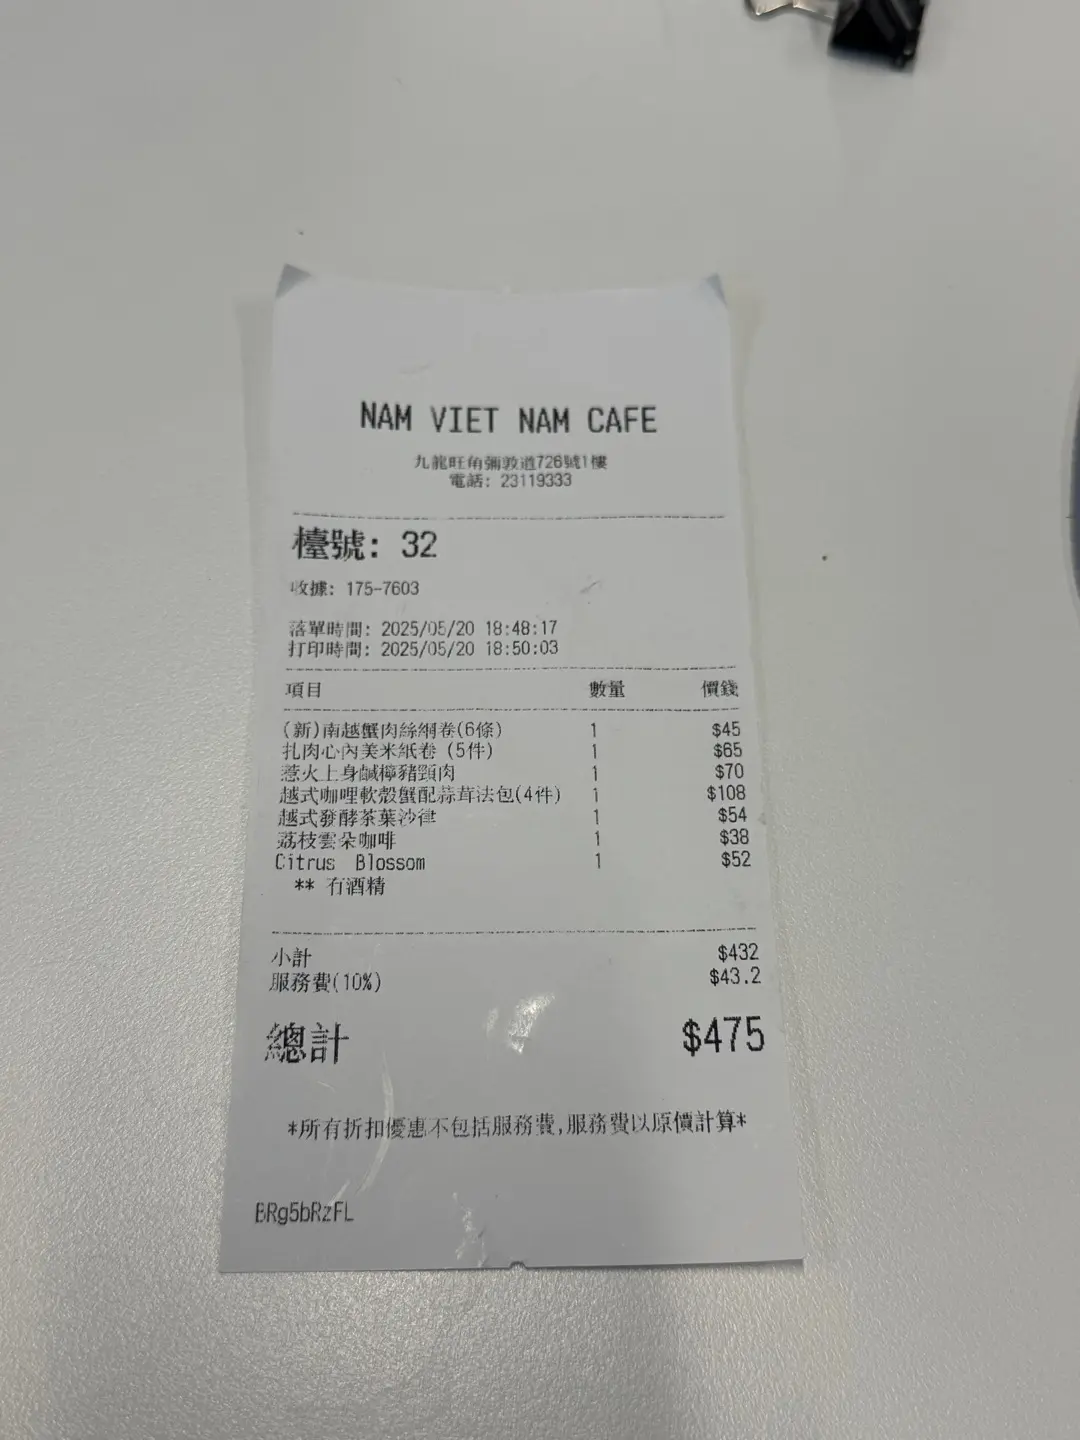 NAM VIET NAM CAFE
九龍旺角彌敦道726號1樓
電話: 23119333
檯號: 32
收據: 175-7603
落單時間: 2025/05/20 18:48:17
打印時間: 2025/05/20 18:50:03
項目 數量 價錢
(新)南越蟹肉絲網卷(6條) 1 $45
扎肉心內美米紙卷 (5件) 1 $65
惹火上身鹹檸豬頸肉 1 $70
越式咖哩軟殼蟹配蒜茸法包(4件) 1 $108
越式發酵茶葉沙律 1 $54
荔枝雲朵咖啡 1 $38
Citrus Blossom 1 $52
** 冇酒精
小計 $432
服務費(10%) $43.2
總計 $475
*所有折扣優惠不包括服務費,服務費以原價計算*
BRg5bRzFL